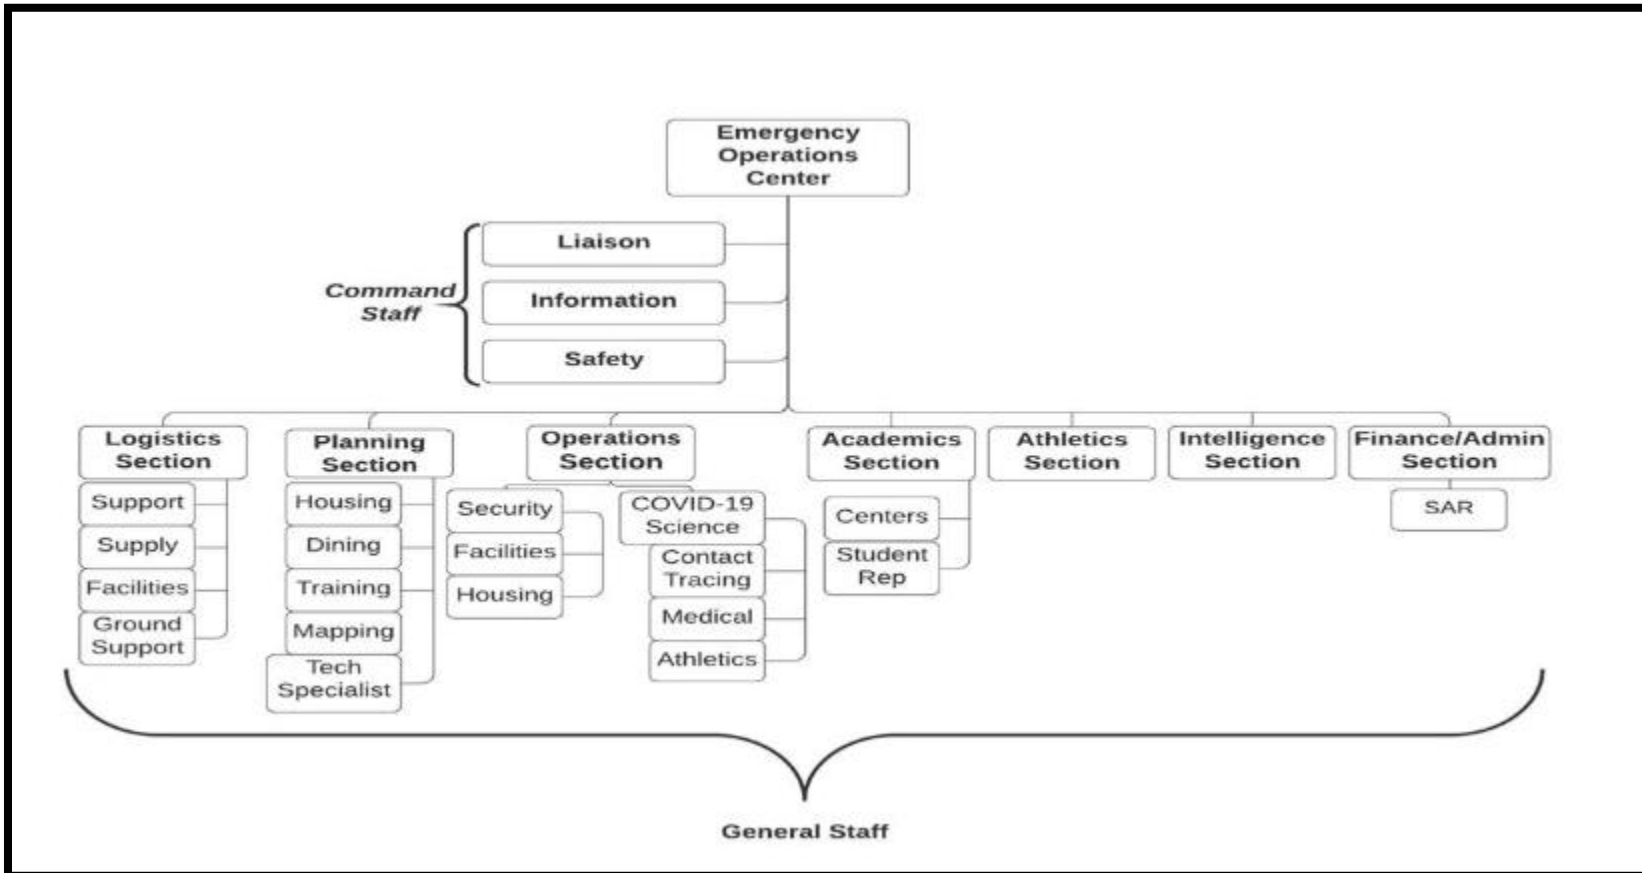 Emergency
Operations
Center
Liaison
Information
Safety
Command
Staff
Logistics
Section
Support
Supply
Facilities
Ground
Support
Planning
Section
Housing
Dining
Training
Mapping
Tech
Specialist
Operations
Section
Security
Facilities
Housing
COVID-19
Science
Contact
Tracing
Medical
Athletics
Academics
Section
Centers
Student
Rep
Athletics
Section
Intelligence
Section
Finance/Admin
Section
SAR
General Staff